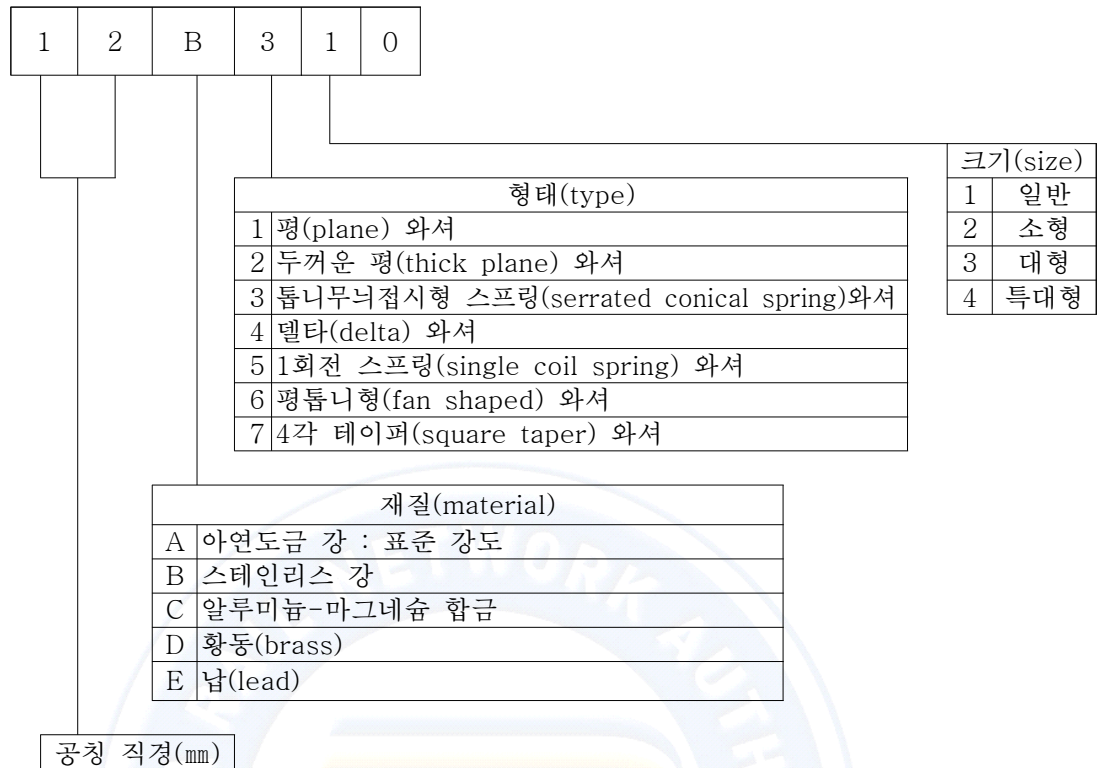 1 2 B 3 1 0
크기(size)
1 일반
2 소형
3 대형
4 특대형
형태(type)
1 평(plane) 와셔
2 두꺼운 평(thick plane) 와셔
3 톱니무늬접시형 스프링(serrated conical spring)와셔
4 델타(delta) 와셔
5 1회전 스프링(single coil spring) 와셔
6 평톱니형(fan shaped) 와셔
7 4각 테이퍼(square taper) 와셔
재질(material)
A 아연도금 강 : 표준 강도
B 스테인리스 강
C 알루미늄-마그네슘 합금
D 황동(brass)
E 납(lead)
공칭 직경(㎜)
NETWORK AUTH